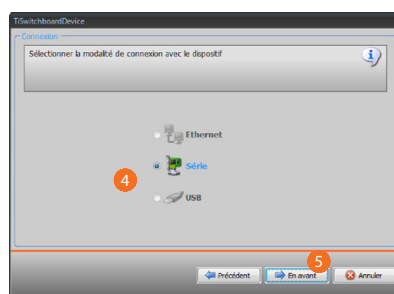 TiSwitchboardDevice
Connexion
Sélectionner la modalité de connexion avec le dispositif
Ethernet
Série
4
USB
5
Précédent
En avant
Annuler